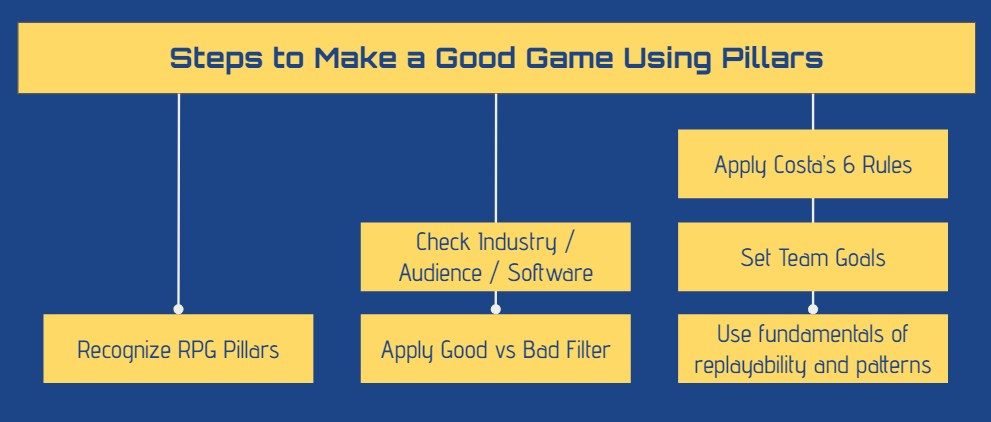 Steps to Make a Good Game Using Pillars
Apply Costa's 6 Rules
Check Industry /
Audience / Software
Set Team Goals
Recognize RPG Pillars
Apply Good vs Bad Filter
Use fundamentals of
replayability and patterns